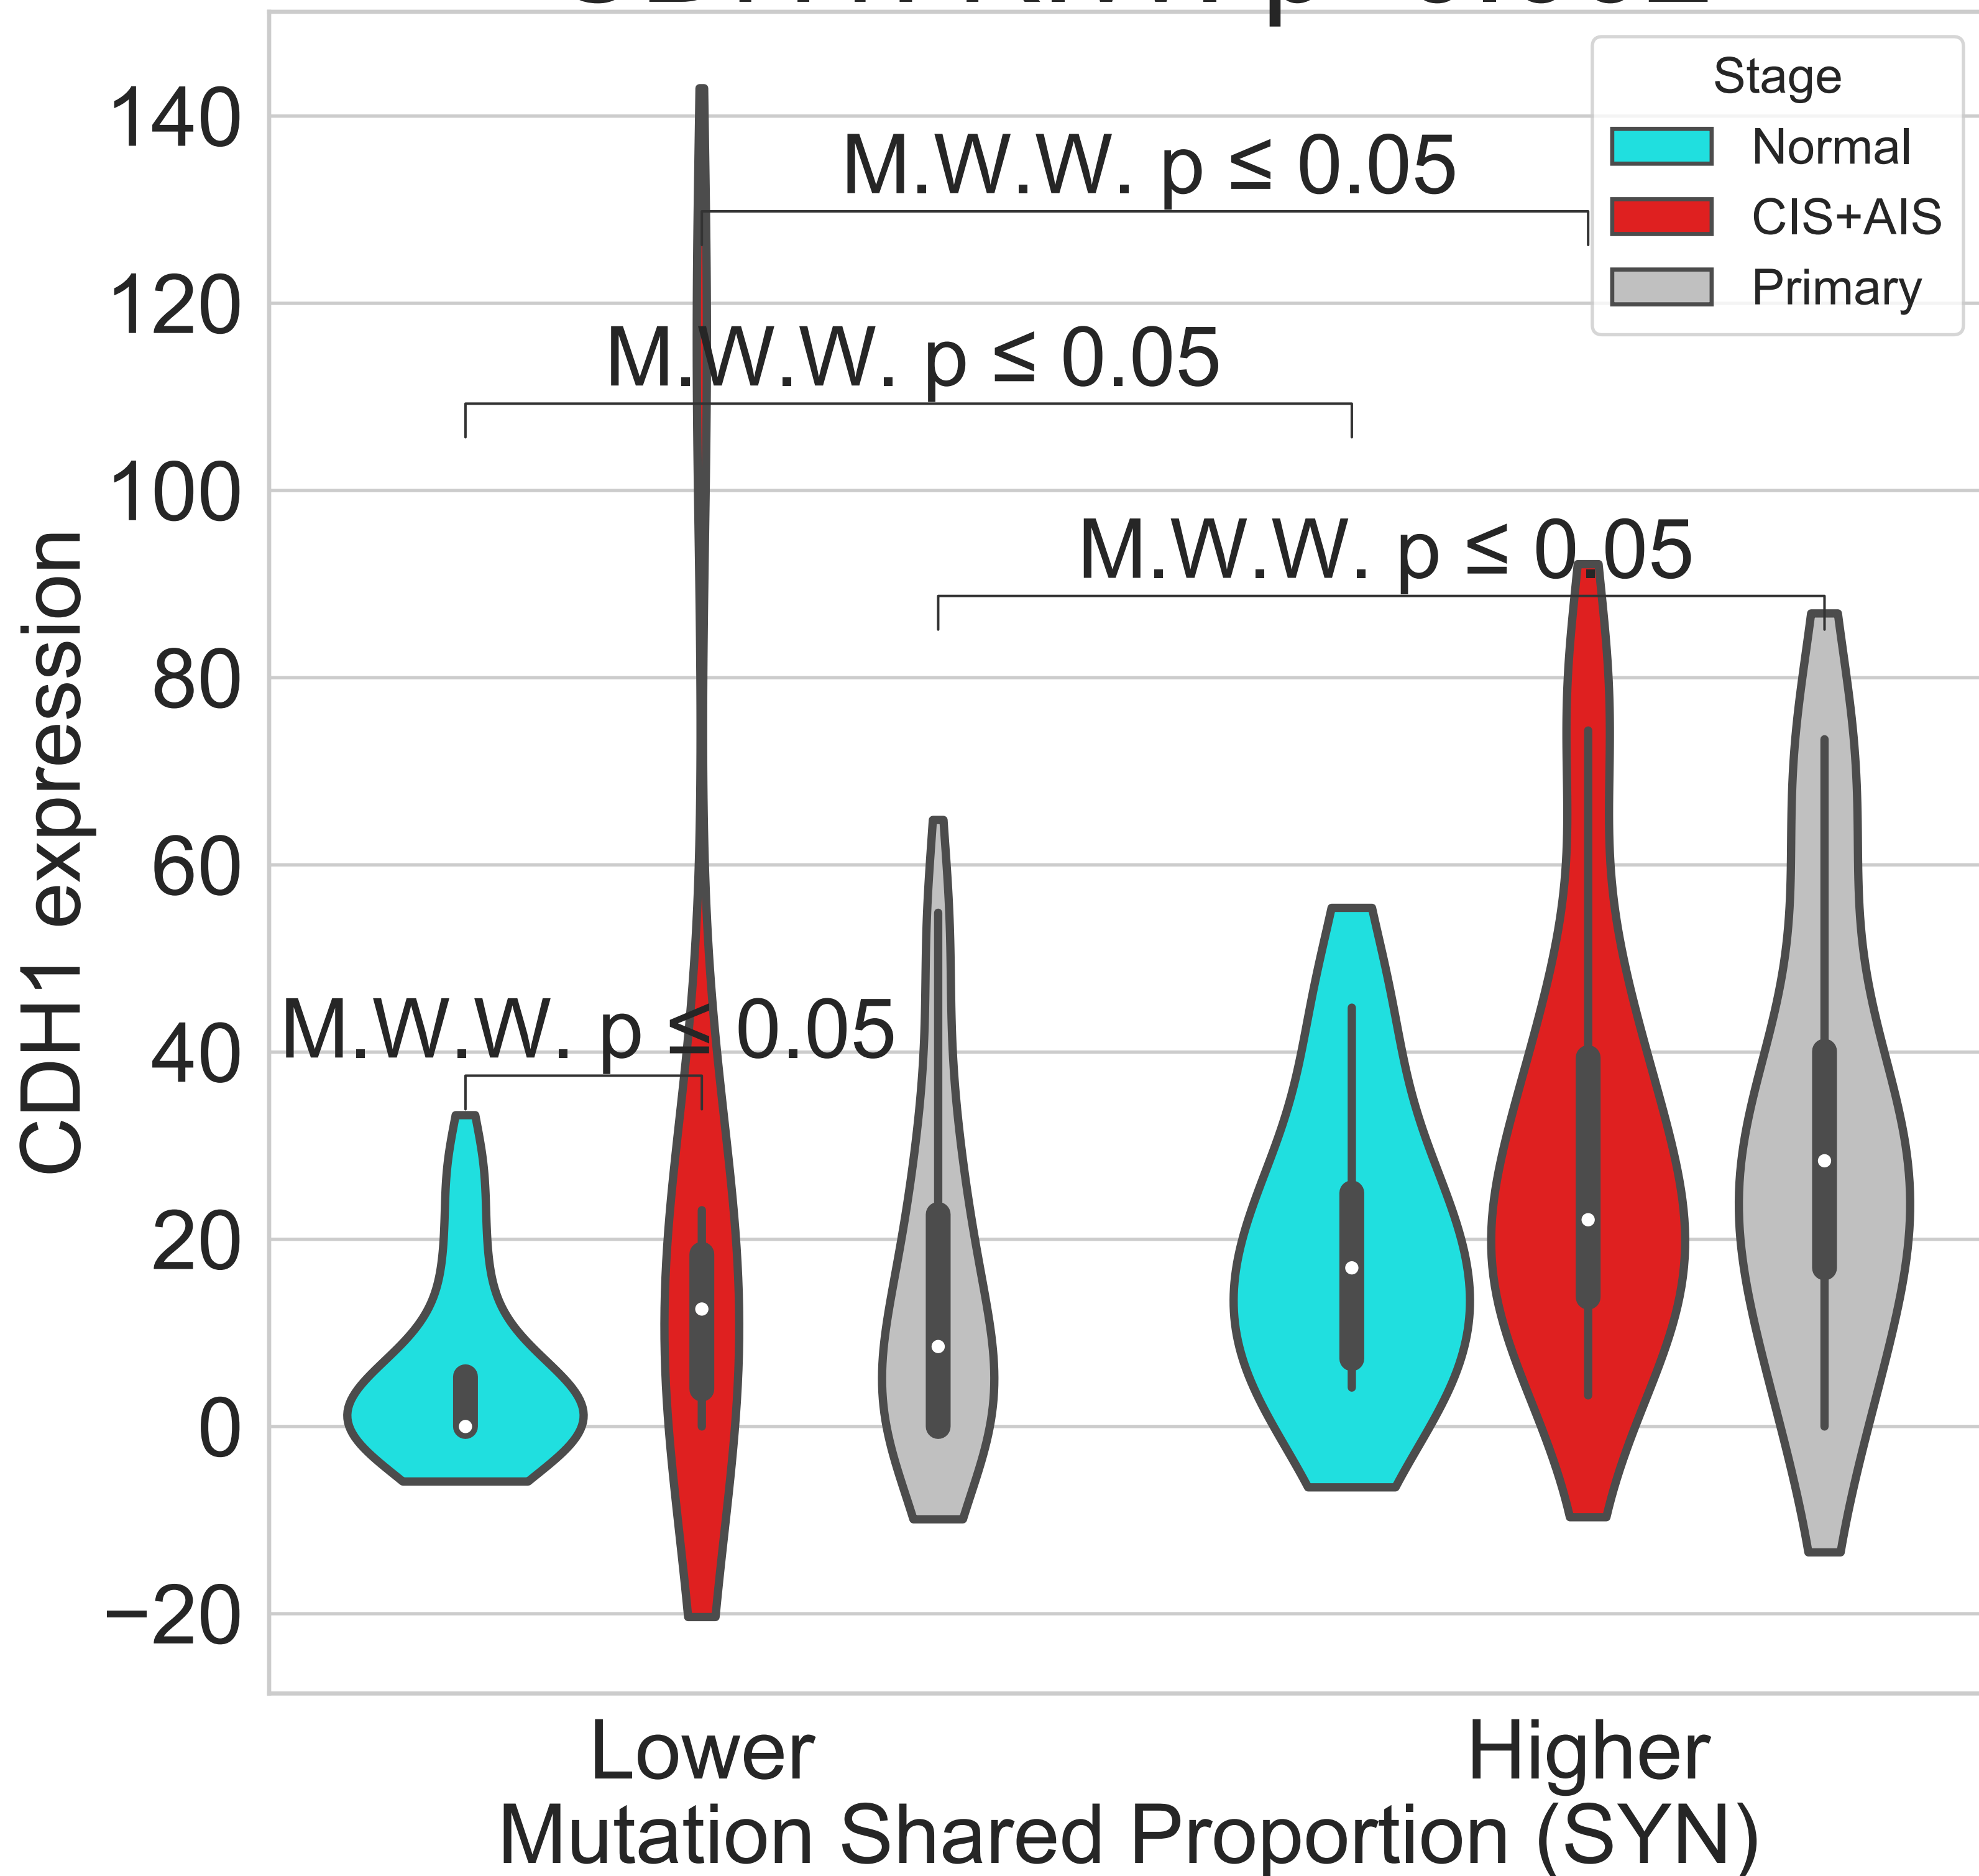 Stage
Normal
CIS+AIS
Primary
140
120
100
80
60
40
20
0
−20
CDH1 expression
M.W.W. p ≤ 0.05
M.W.W. p ≤ 0.05
M.W.W. p ≤ 0.05
M.W.W. p ≤ 0.05
Lower
Higher
Mutation Shared Proportion (SYN)